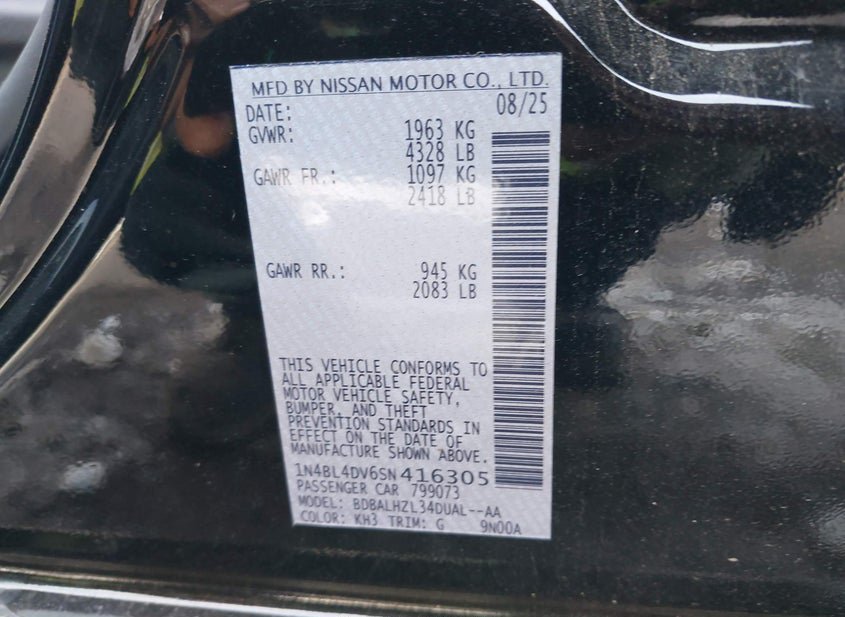 MFD BY NISSAN MOTOR CO., LTD.
DATE: 08/25
GVWR: 1963 KG
4328 LB
GAWR FR.: 1097 KG
2418 LB
GAWR RR.: 945 KG
2083 LB
THIS VEHICLE CONFORMS TO
ALL APPLICABLE FEDERAL
MOTOR VEHICLE SAFETY,
BUMPER, AND THEFT
PREVENTION STANDARDS IN
EFFECT ON THE DATE OF
MANUFACTURE SHOWN ABOVE.
1N4BL4DV6SN416305
PASSENGER CAR 799073
MODEL: BDBALHZL34DUAL--AA
COLOR: KH3 TRIM: G 9N00A